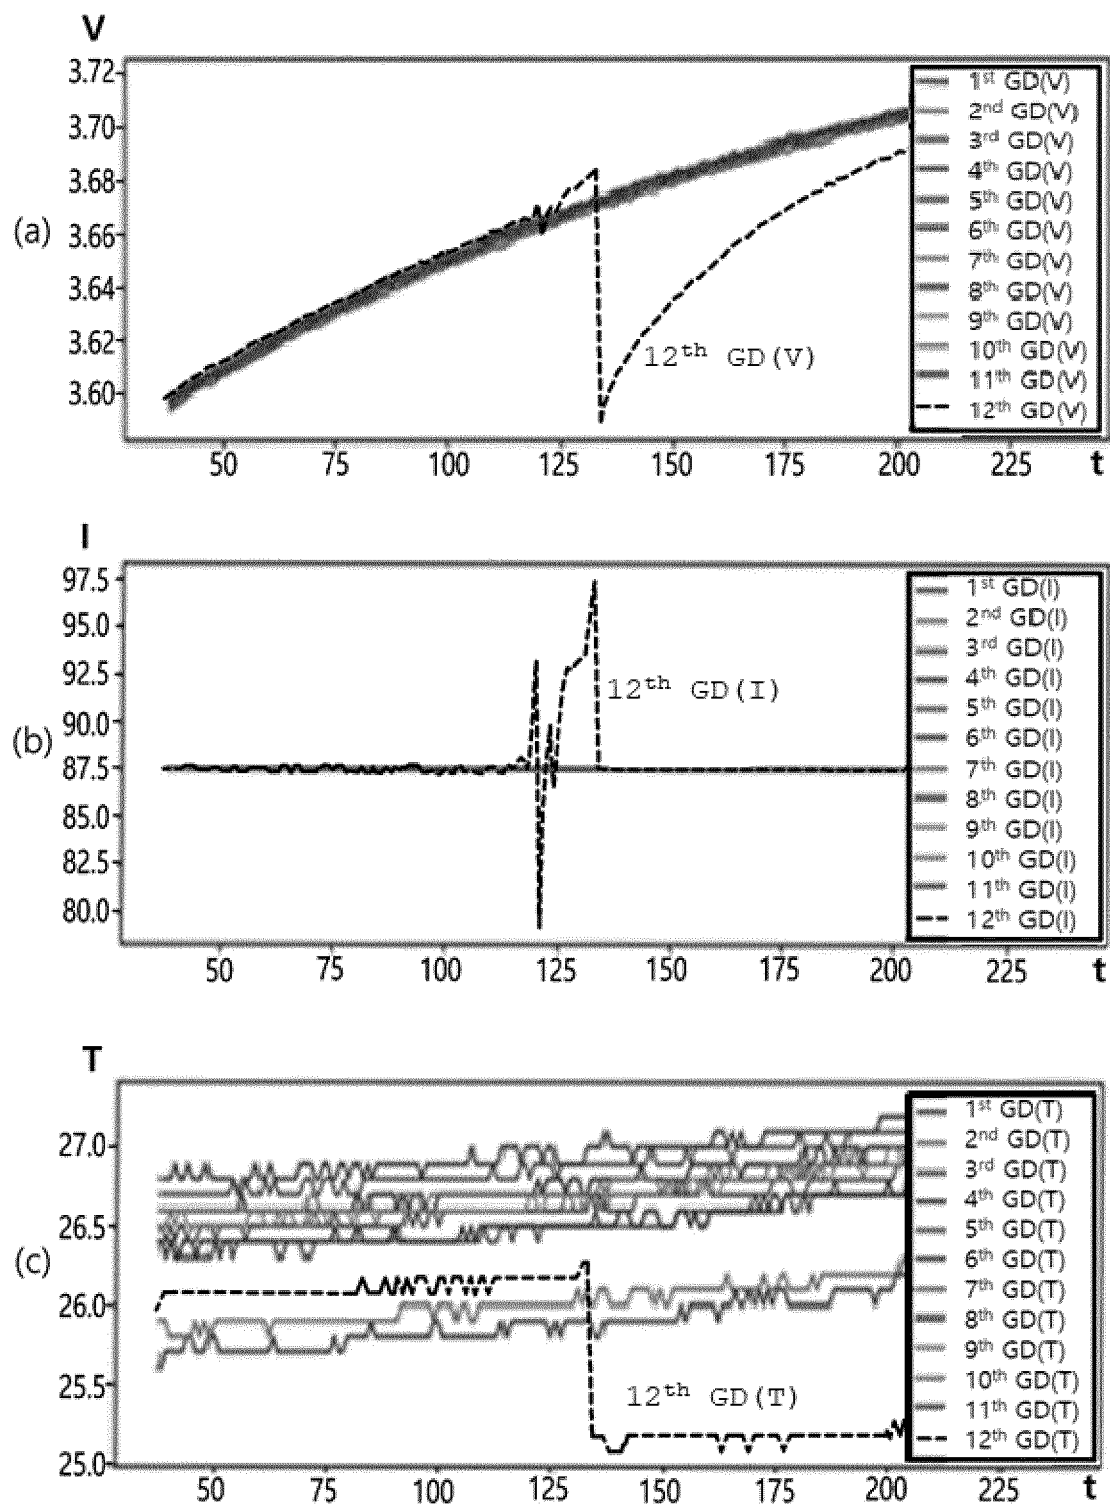 V
3.72
3.70
3.68
3.66
3.64
3.62
3.60
(a)
12th GD(V)
1st GD(V)
2nd GD(V)
3rd GD(V)
4th GD(V)
5th GD(V)
6th GD(V)
7th GD(V)
8th GD(V)
9th GD(V)
10th GD(V)
11th GD(V)
12th GD(V)
50 75 100 125 150 175 200 225 t
I
97.5
95.0
92.5
90.0
87.5
85.0
82.5
80.0
(b)
12th GD(I)
1st GD(I)
2nd GD(I)
3rd GD(I)
4th GD(I)
5th GD(I)
6th GD(I)
7th GD(I)
8th GD(I)
9th GD(I)
10th GD(I)
11th GD(I)
12th GD(I)
50 75 100 125 150 175 200 225 t
T
27.0
26.5
26.0
25.5
25.0
(c)
12th GD(T)
1st GD(T)
2nd GD(T)
3rd GD(T)
4th GD(T)
5th GD(T)
6th GD(T)
7th GD(T)
8th GD(T)
9th GD(T)
10th GD(T)
11th GD(T)
12th GD(T)
50 75 100 125 150 175 200 225 t